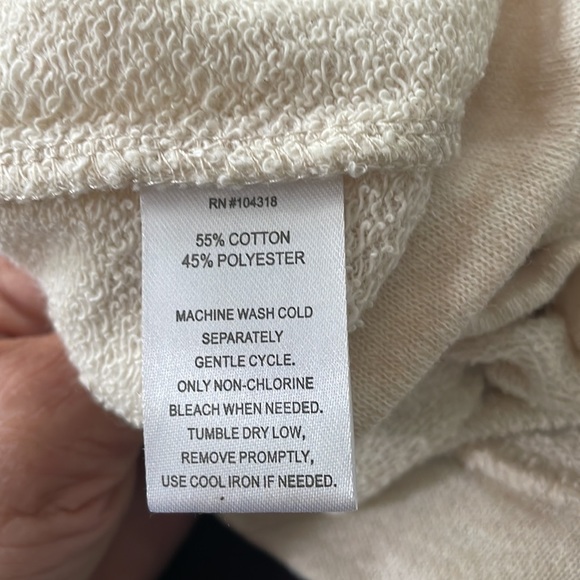 RN #104318
55% COTTON
45% POLYESTER
MACHINE WASH COLD
SEPARATELY
GENTLE CYCLE.
ONLY NON-CHLORINE
BLEACH WHEN NEEDED.
TUMBLE DRY LOW,
REMOVE PROMPTLY,
USE COOL IRON IF NEEDED.